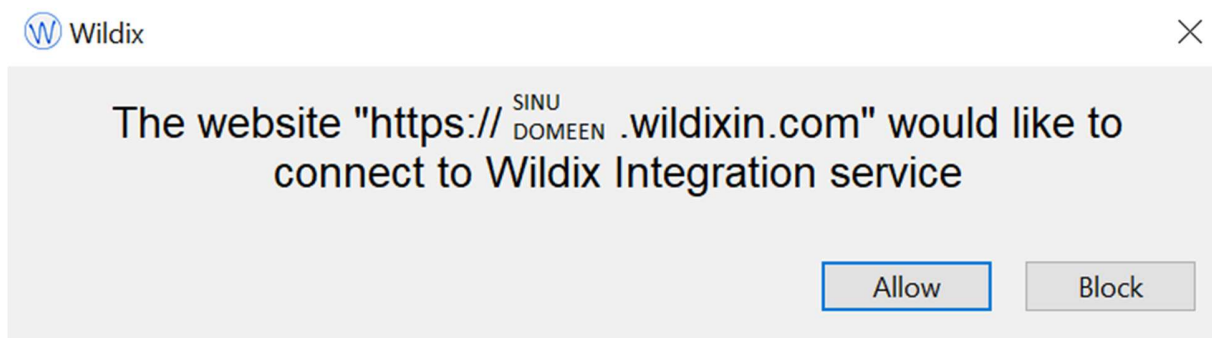 Wildix
The website "https:// SINU DOMEEN .wildixin.com" would like to
connect to Wildix Integration service
Allow Block